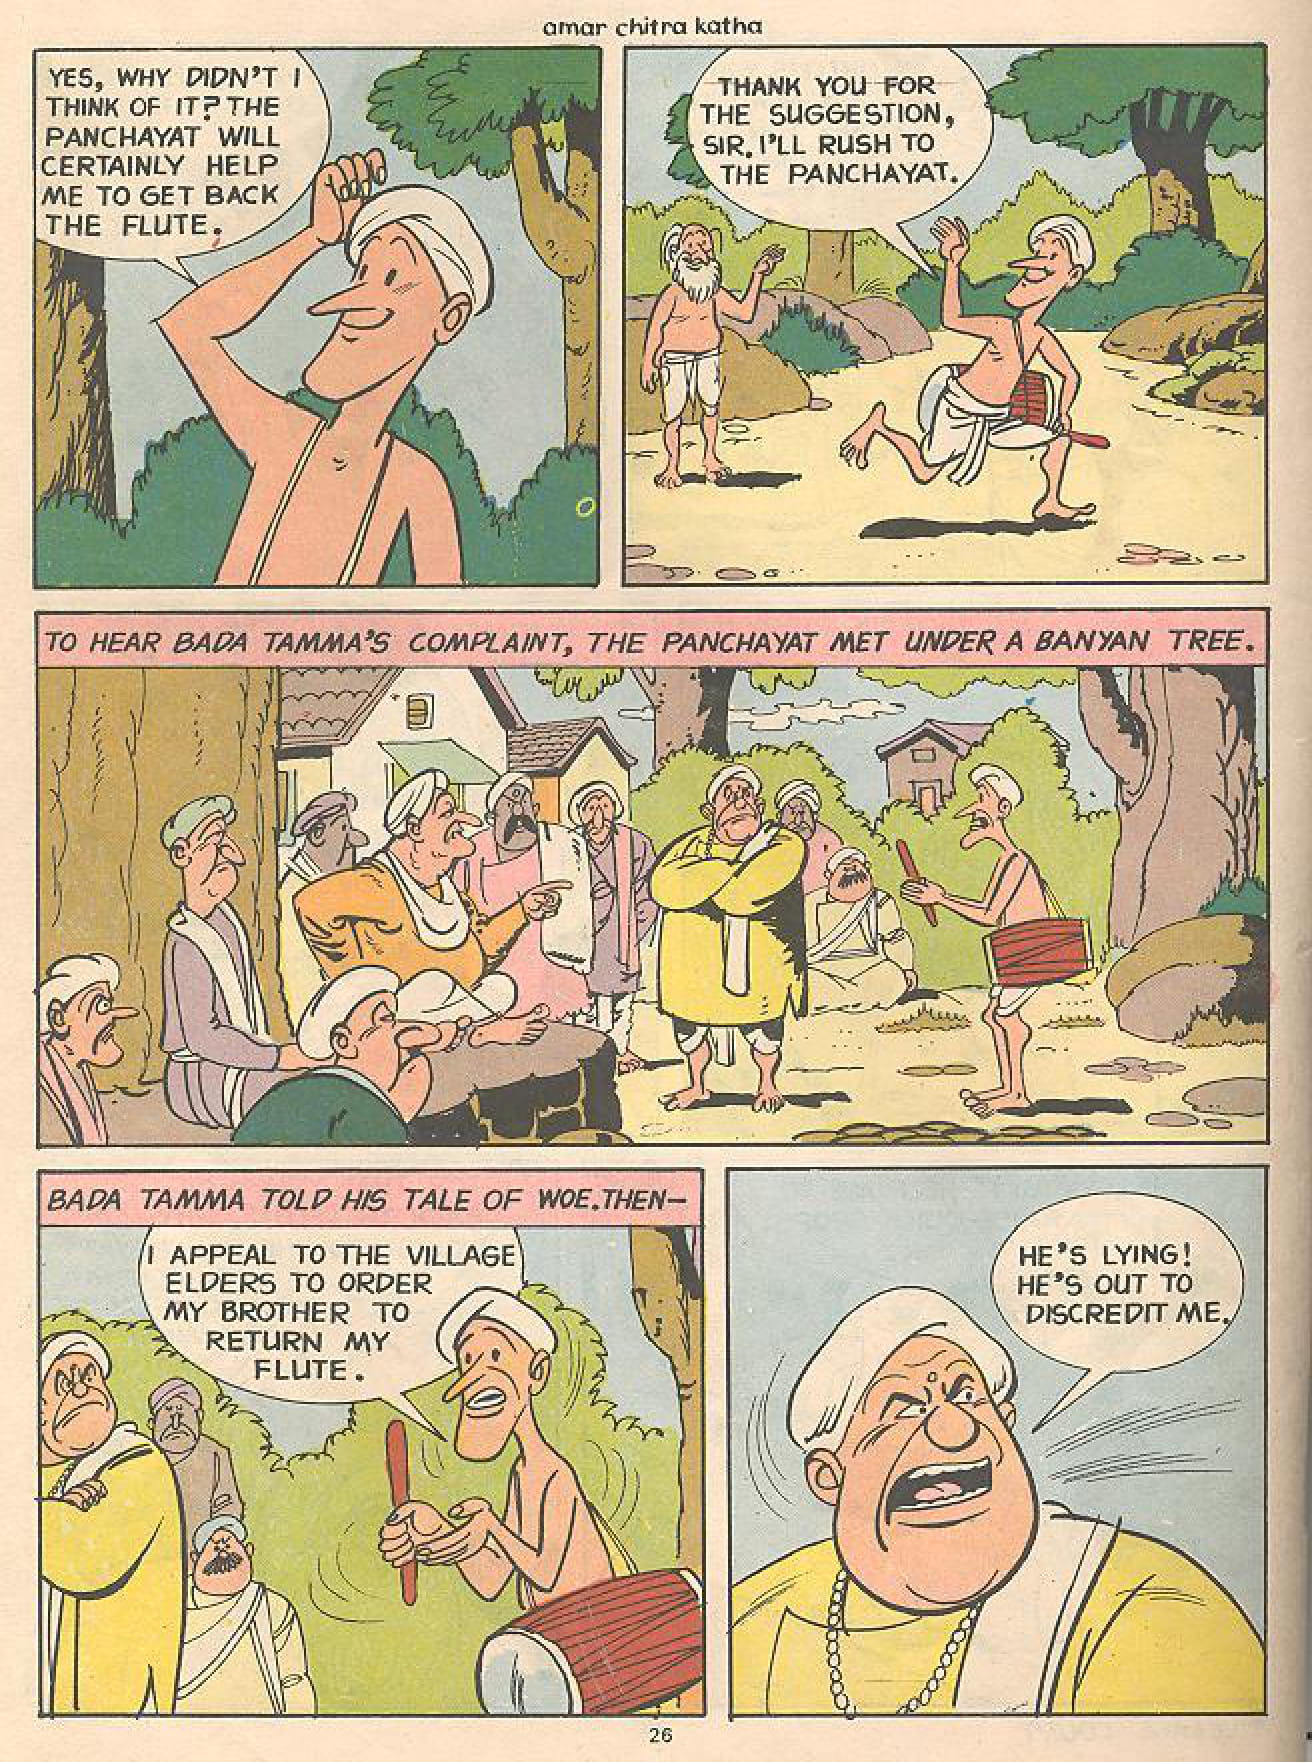 amar chitra katha
YES, WHY DIDN'T I
THINK OF IT? THE
PANCHAYAT WILL
CERTAINLY HELP
ME TO GET BACK
THE FLUTE.
THANK YOU FOR
THE SUGGESTION,
SIR. I'LL RUSH TO
THE PANCHAYAT.
TO HEAR BADA TAMMA'S COMPLAINT, THE PANCHAYAT MET UNDER A BANYAN TREE.
BADA TAMMA TOLD HIS TALE OF WOE. THEN—
I APPEAL TO THE VILLAGE
ELDERS TO ORDER
MY BROTHER TO
RETURN MY
FLUTE.
HE'S LYING!
HE'S OUT TO
DISCREDIT ME.
26